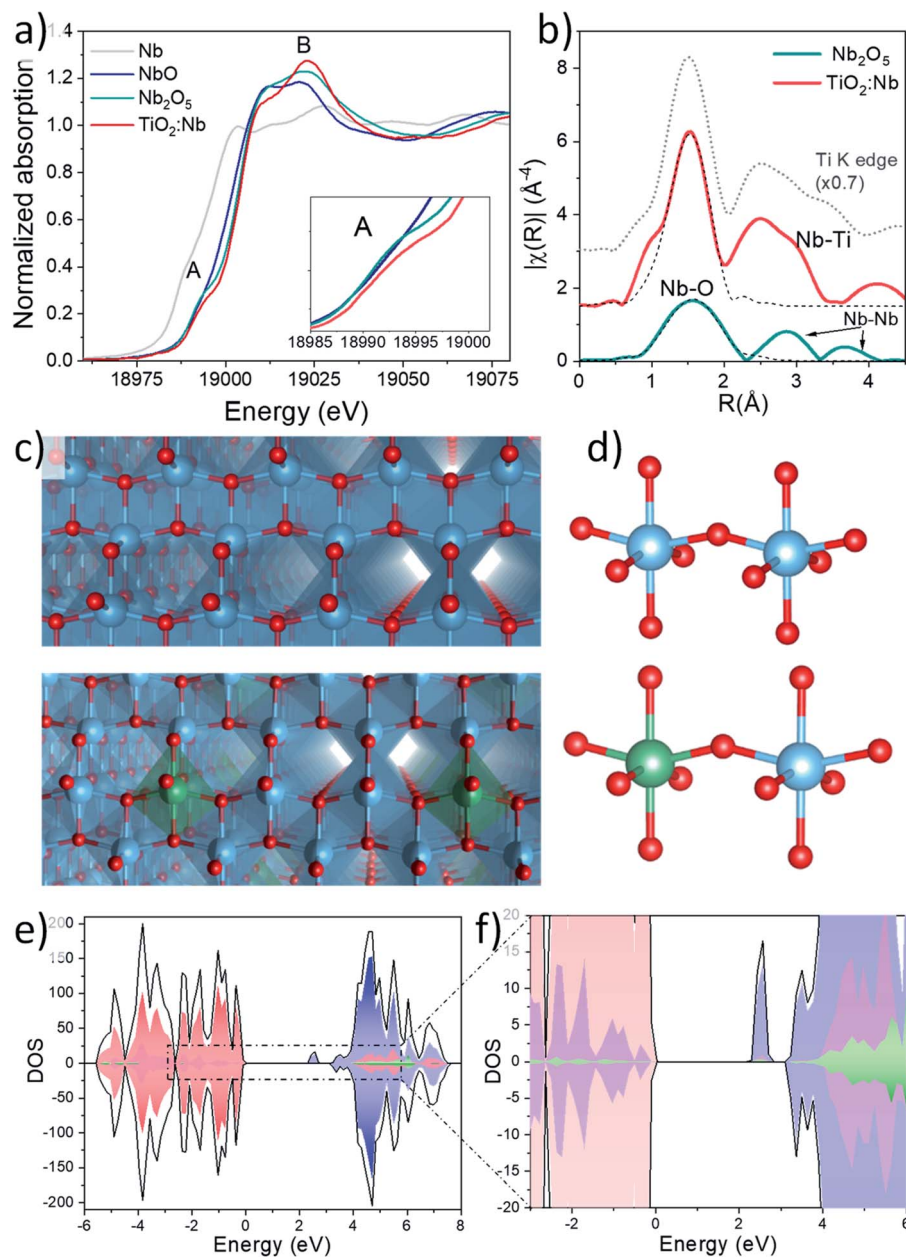 a)
1.4
1.2
1.0
0.8
0.6
0.4
0.2
0.0
Normalized absorption
Nb
NbO
Nb₂O₅
TiO₂:Nb
B
A
A
18985 18990 18995 19000
18975 19000 19025 19050 19080
Energy (eV)
b)
8
6
4
2
0
|χ(R)| (Å⁻⁴)
Nb₂O₅
TiO₂:Nb
Ti K edge
(x0.7)
Nb-Ti
Nb-O
Nb-Nb
0 1 2 3 4
R(Å)
c)
d)
e)
200
150
100
50
0
-50
-100
-150
-200
DOS
-6 -4 -2 0 2 4 6 8
Energy (eV)
f)
20
15
10
5
0
-5
-10
-15
-20
DOS
-2 0 2 4 6
Energy (eV)